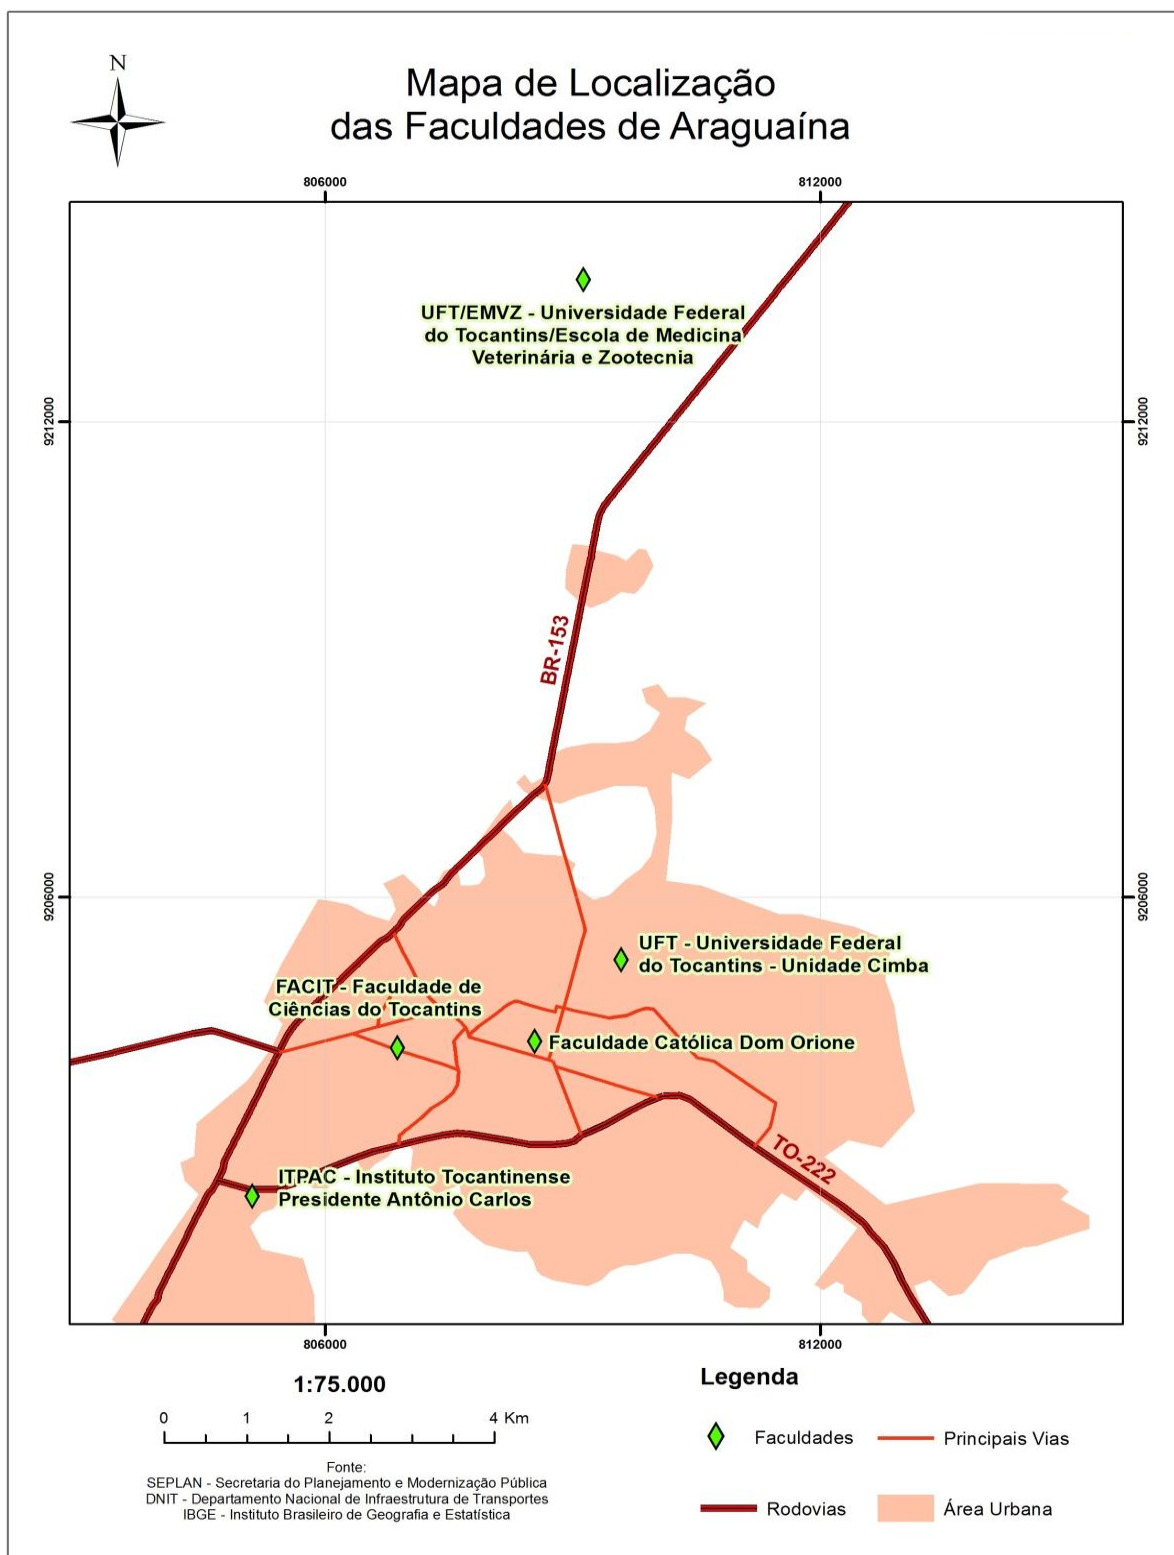 N
Mapa de Localização
das Faculdades de Araguaína
806000
812000
UFT/EMVZ - Universidade Federal
do Tocantins/Escola de Medicina
Veterinária e Zootecnia
9212000
9212000
BR-153
9206000
9206000
UFT - Universidade Federal
do Tocantins - Unidade Cimba
FACIT - Faculdade de
Ciências do Tocantins
Faculdade Católica Dom Orione
TO-222
ITPAC - Instituto Tocantinense
Presidente Antônio Carlos
806000
812000
1:75.000
0 1 2 4 Km
Fonte:
SEPLAN - Secretaria do Planejamento e Modernização Pública
DNIT - Departamento Nacional de Infraestrutura de Transportes
IBGE - Instituto Brasileiro de Geografia e Estatística
Legenda
Faculdades
Principais Vias
Rodovias
Área Urbana